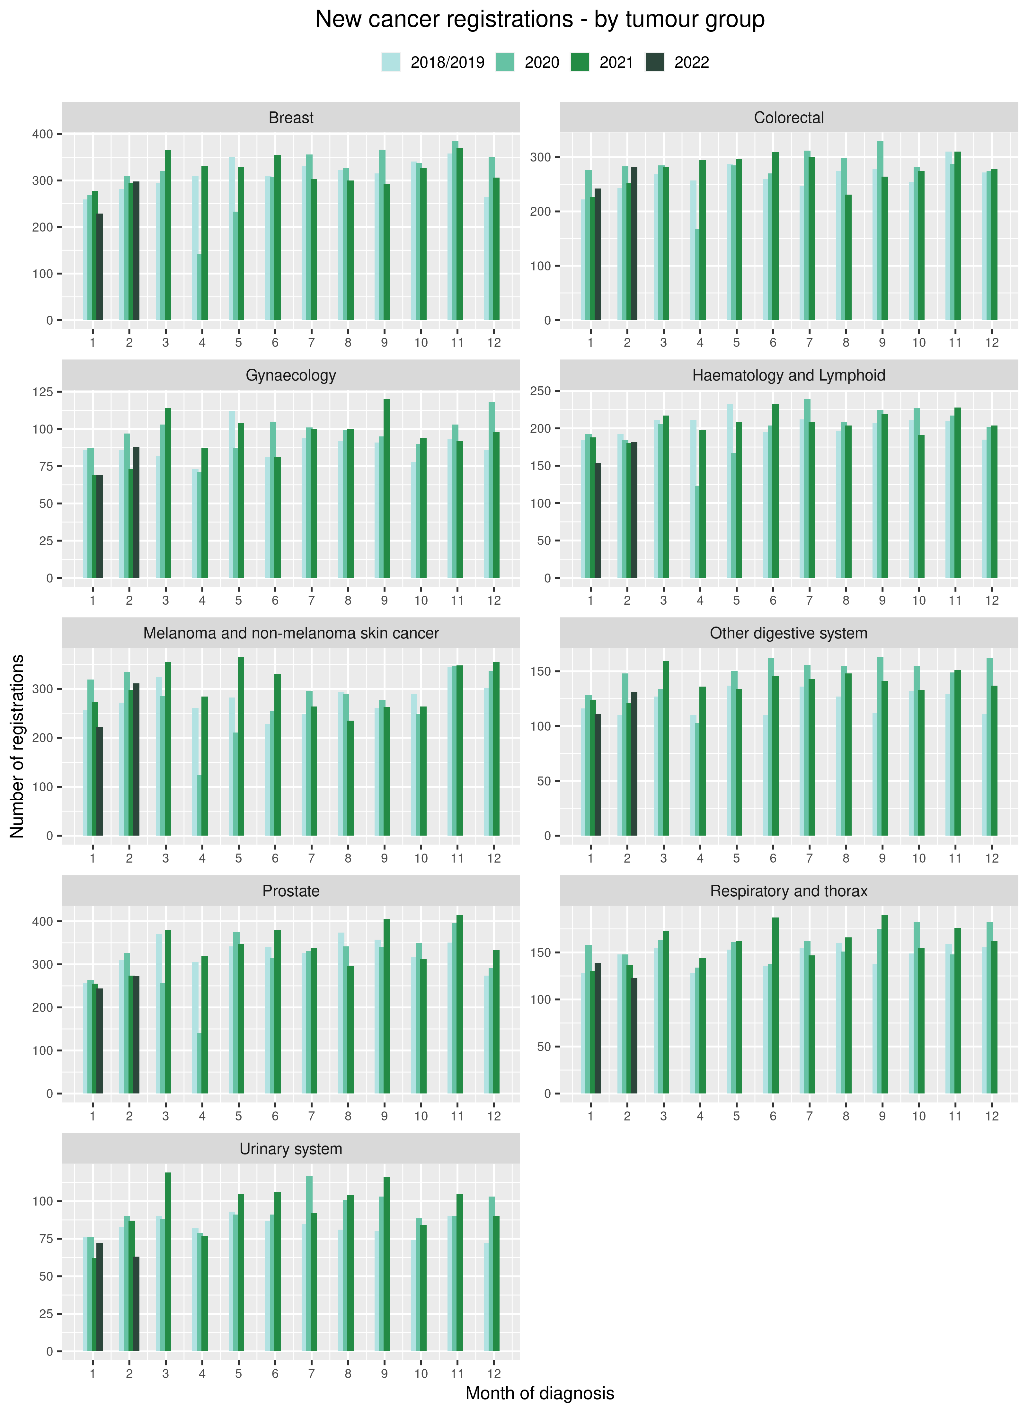 New cancer registrations - by tumour group
2018/2019 2020 2021 2022
Breast
400
300
200
100
0
1 2 3 4 5 6 7 8 9 10 11 12
Colorectal
300
200
100
0
1 2 3 4 5 6 7 8 9 10 11 12
Gynaecology
125
100
75
50
25
0
1 2 3 4 5 6 7 8 9 10 11 12
Haematology and Lymphoid
250
200
150
100
50
0
1 2 3 4 5 6 7 8 9 10 11 12
Number of registrations
Melanoma and non-melanoma skin cancer
300
200
100
0
1 2 3 4 5 6 7 8 9 10 11 12
Other digestive system
150
100
50
0
1 2 3 4 5 6 7 8 9 10 11 12
Prostate
400
300
200
100
0
1 2 3 4 5 6 7 8 9 10 11 12
Respiratory and thorax
150
100
50
0
1 2 3 4 5 6 7 8 9 10 11 12
Urinary system
100
75
50
25
0
1 2 3 4 5 6 7 8 9 10 11 12
Month of diagnosis